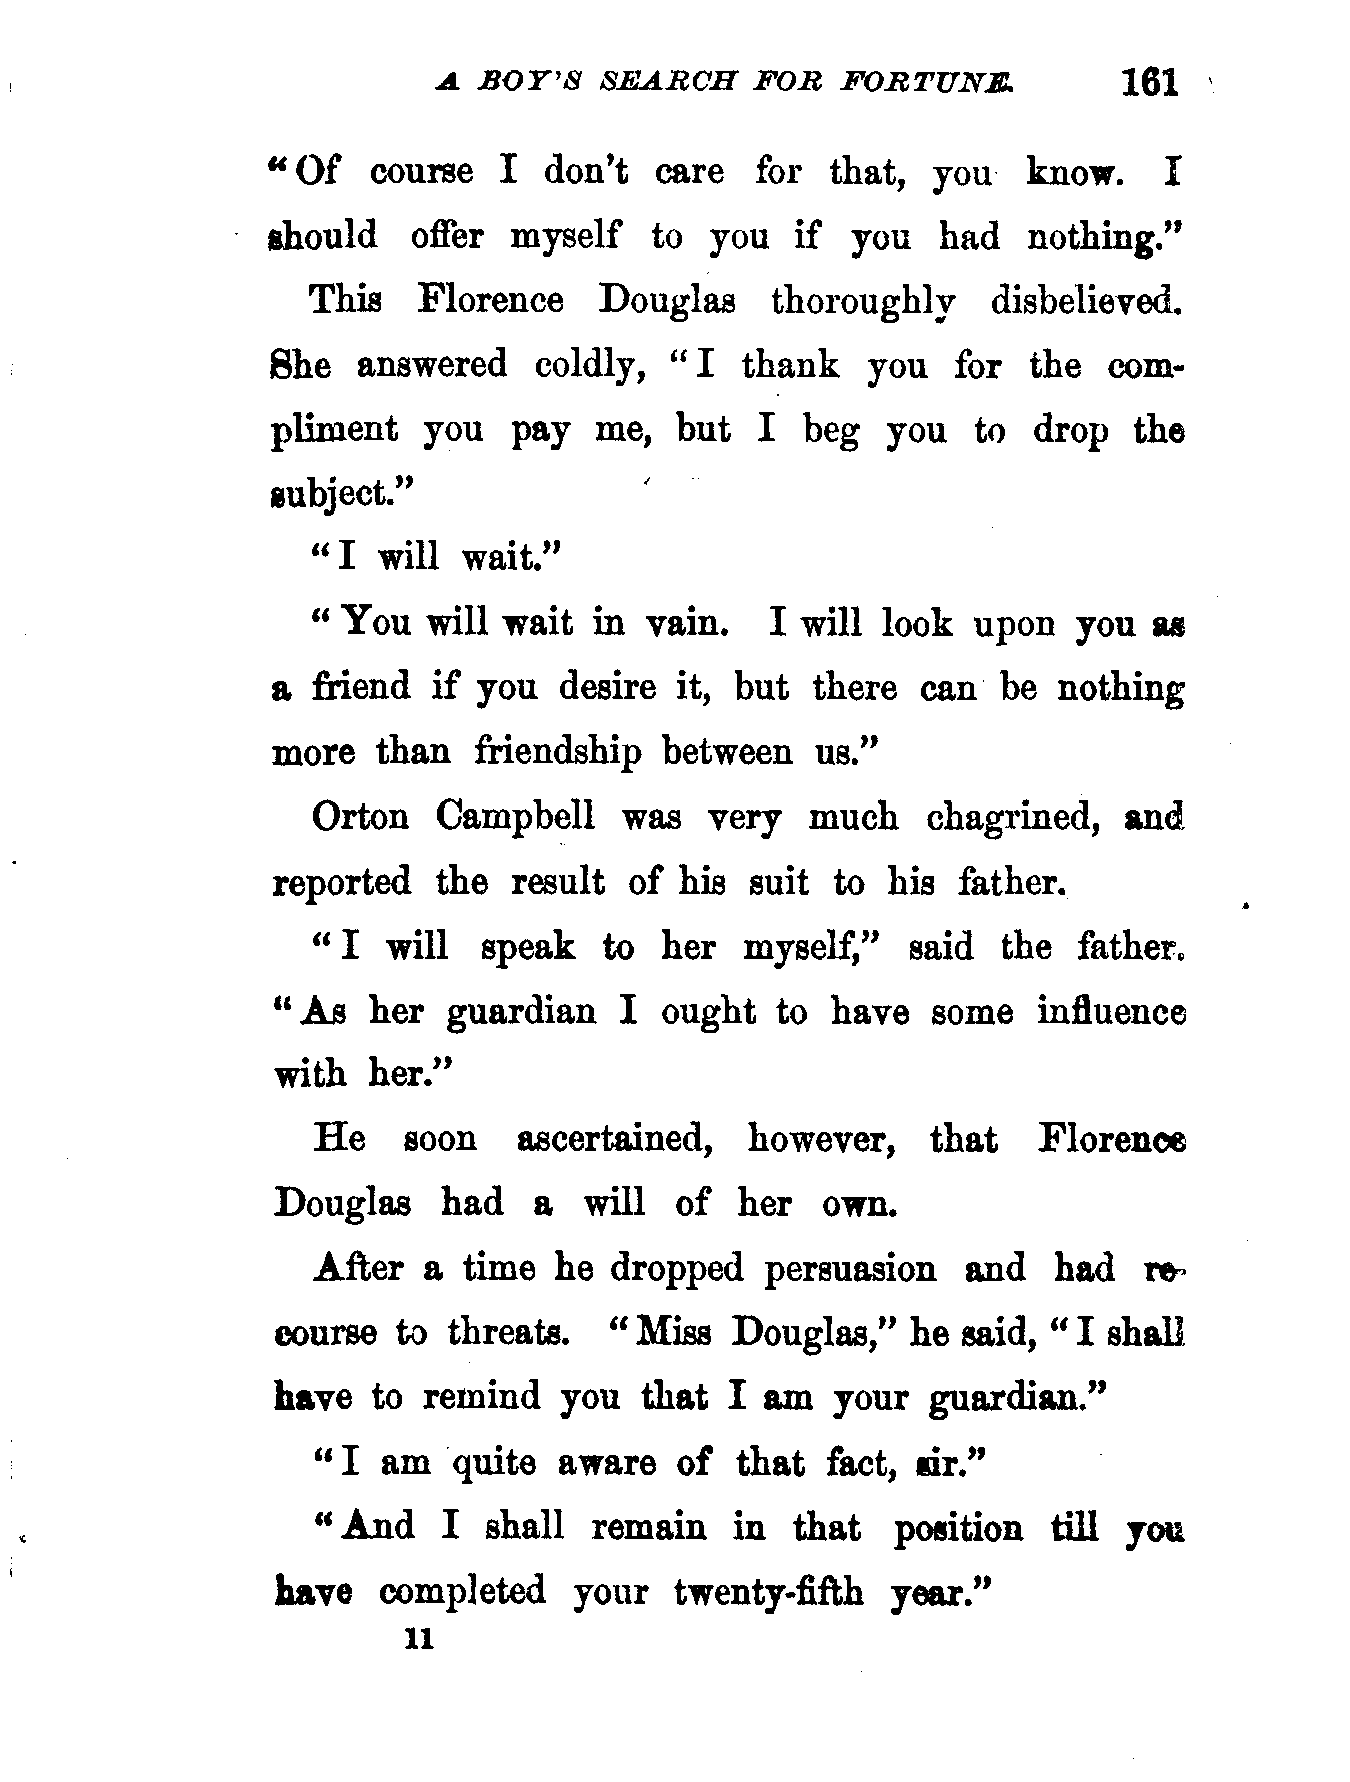 A BOY'S SEARCH FOR FORTUNE. 161
"Of course I don't care for that, you know. I
should offer myself to you if you had nothing."
This Florence Douglas thoroughly disbelieved.
She answered coldly, "I thank you for the com-
pliment you pay me, but I beg you to drop the
subject."
"I will wait."
"You will wait in vain. I will look upon you as
a friend if you desire it, but there can be nothing
more than friendship between us."
Orton Campbell was very much chagrined, and
reported the result of his suit to his father.
"I will speak to her myself," said the father.
"As her guardian I ought to have some influence
with her."
He soon ascertained, however, that Florence
Douglas had a will of her own.
After a time he dropped persuasion and had re-
course to threats. "Miss Douglas," he said, "I shall
have to remind you that I am your guardian."
"I am quite aware of that fact, sir."
"And I shall remain in that position till you
have completed your twenty-fifth year."
11